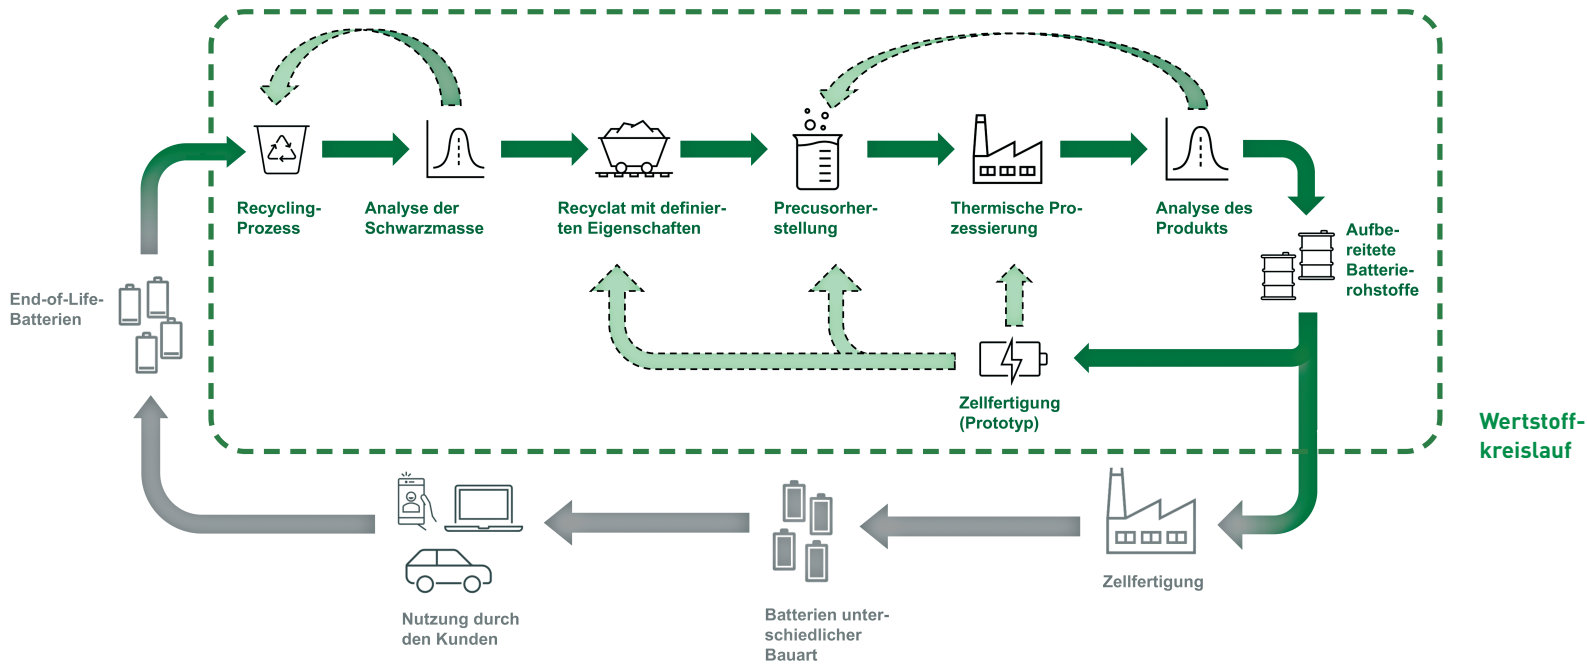 Recycling-
Prozess
Analyse der
Schwarzmasse
Recyclat mit definier-
ten Eigenschaften
Precusorher-
stellung
Thermische Pro-
zessierung
Analyse des
Produkts
Aufbe-
reitete
Batterie-
rohstoffe
End-of-Life-
Batterien
Zellfertigung
(Prototyp)
Wertstoff-
kreislauf
Zellfertigung
Batterien unter-
schiedlicher
Bauart
Nutzung durch
den Kunden